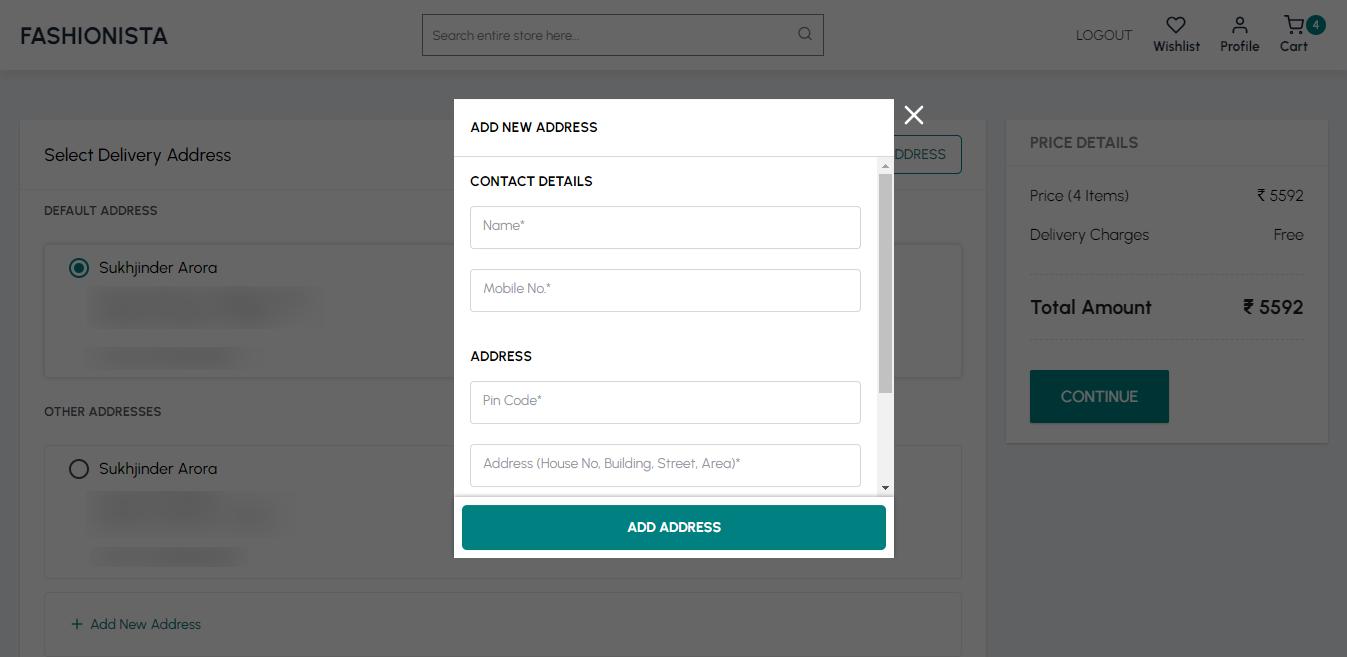 FASHIONISTA
Search entire store here...
LOGOUT
Wishlist
Profile
Cart
4
Select Delivery Address
DDRESS
DEFAULT ADDRESS
Sukhjinder Arora
OTHER ADDRESSES
Sukhjinder Arora
+ Add New Address
ADD NEW ADDRESS
CONTACT DETAILS
Name*
Mobile No.*
ADDRESS
Pin Code*
Address (House No, Building, Street, Area)*
ADD ADDRESS
PRICE DETAILS
Price (4 Items) ₹ 5592
Delivery Charges Free
Total Amount ₹ 5592
CONTINUE